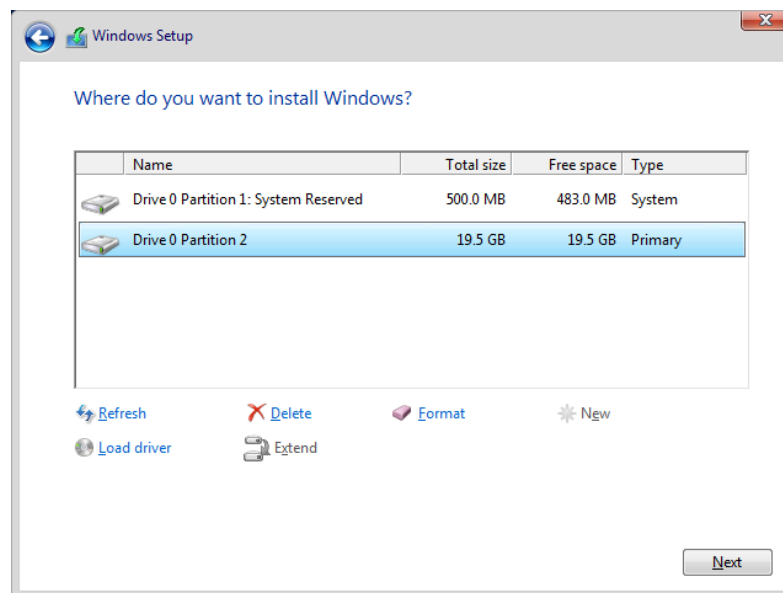 Windows Setup
Where do you want to install Windows?
Name Total size Free space Type
Drive 0 Partition 1: System Reserved 500.0 MB 483.0 MB System
Drive 0 Partition 2 19.5 GB 19.5 GB Primary
Refresh Delete Format New
Load driver Extend
Next